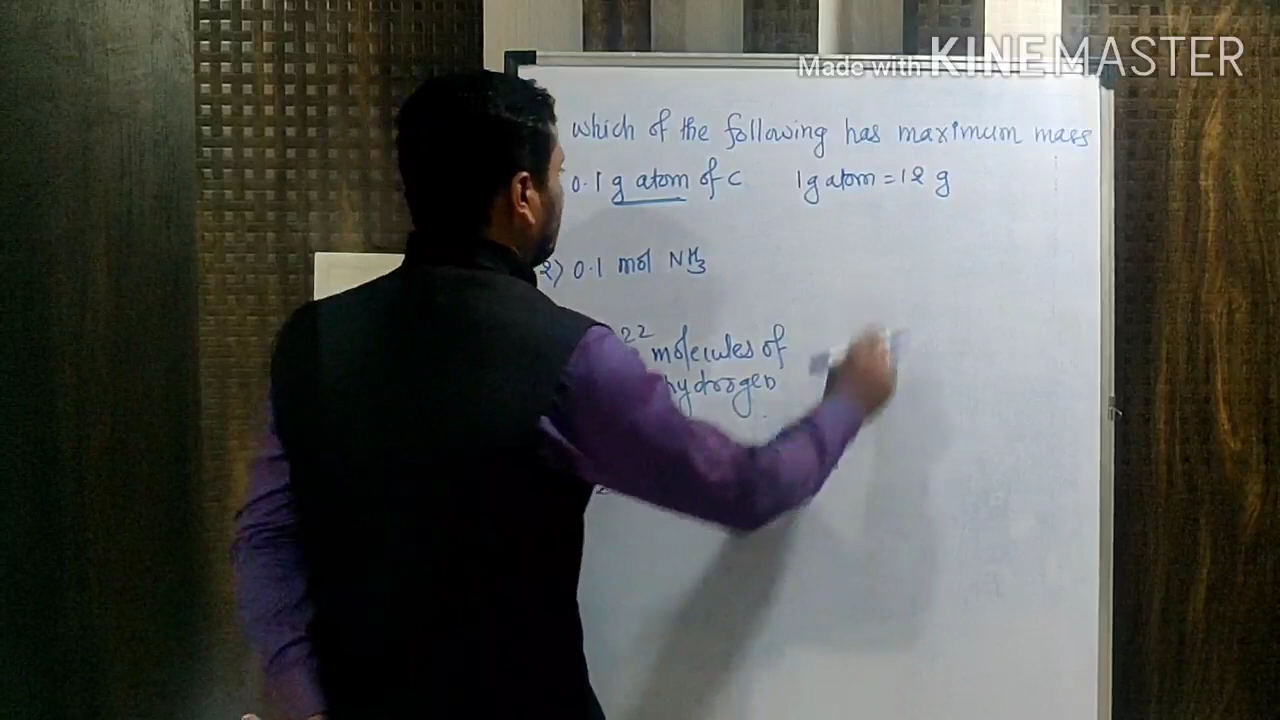 Made with KINEMASTER
which of the following has maximum mass
0.1 g atom of C 1g atom = 12 g
2) 0.1 mol NH3
22 molecules of
hydrogen